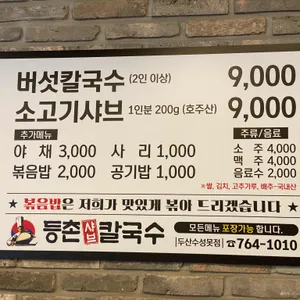 버섯칼국수 (2인 이상) 9,000
소고기샤브 1인분 200g (호주산) 9,000
추가메뉴 주류/음료
야 채 3,000 사 리 1,000 소 주 4,000
맥 주 4,000
볶음밥 2,000 공기밥 1,000 음료수 2,000
※쌀, 김치, 고추가루, 배추-국내산
★ 볶음밥은 저희가 맛있게 볶아 드리겠습니다 ★
등촌샤브칼국수 모든메뉴 포장가능 합니다.
|두산수성못점| ☎764-1010